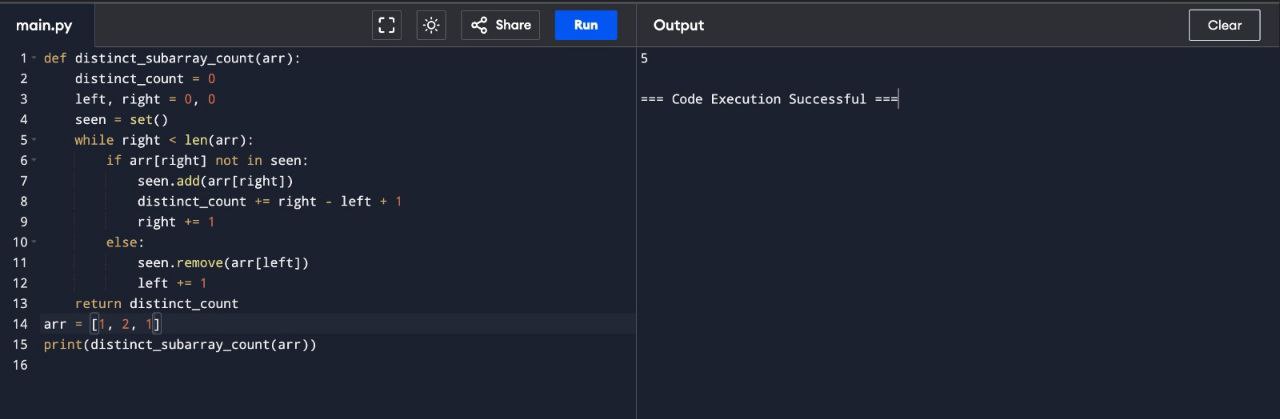 main.py Share Run Output Clear
1 def distinct_subarray_count(arr):
2     distinct_count = 0
3     left, right = 0, 0
4     seen = set()
5     while right < len(arr):
6         if arr[right] not in seen:
7             seen.add(arr[right])
8             distinct_count += right - left + 1
9             right += 1
10         else:
11             seen.remove(arr[left])
12             left += 1
13     return distinct_count
14 arr = [1, 2, 1]
15 print(distinct_subarray_count(arr))
16
5
=== Code Execution Successful ===